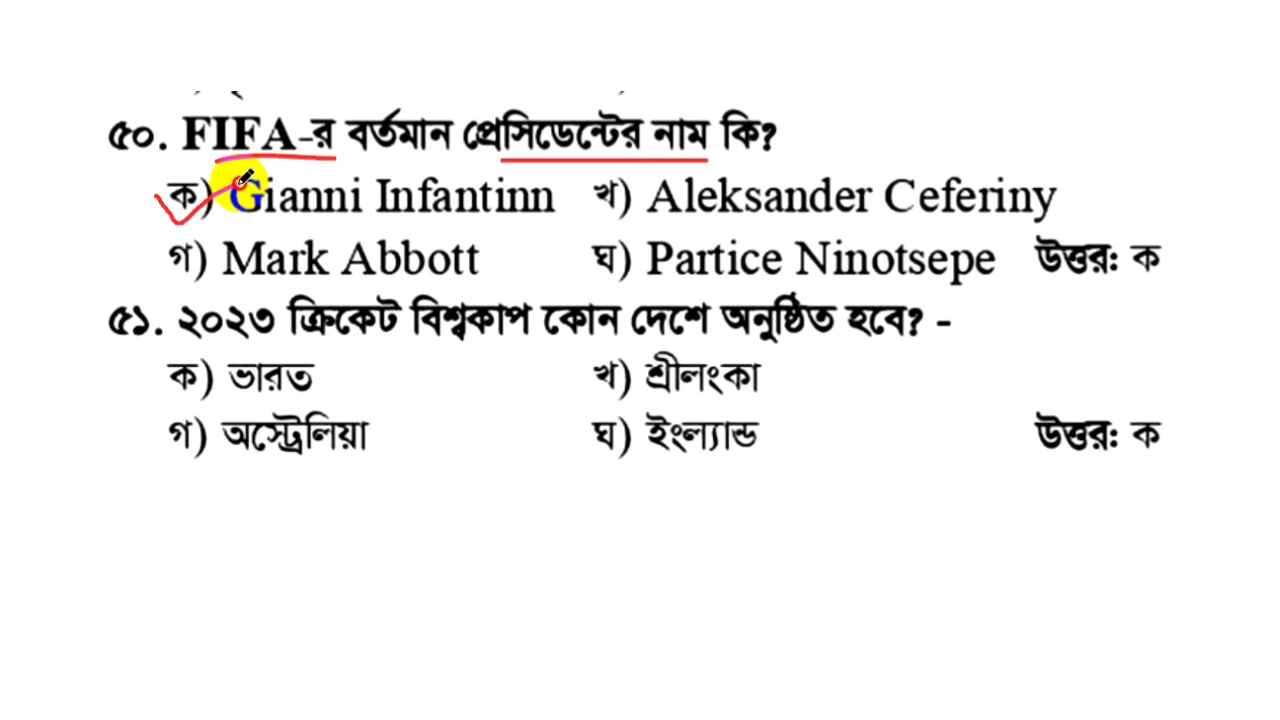 ৫০. FIFA-র বর্তমান প্রেসিডেন্টের নাম কি?
ক) Gianni Infantinn খ) Aleksander Ceferiny
গ) Mark Abbott ঘ) Partice Ninotsepe উত্তর: ক
৫১. ২০২৩ ক্রিকেট বিশ্বকাপ কোন দেশে অনুষ্ঠিত হবে? -
ক) ভারত খ) শ্রীলংকা
গ) অস্ট্রেলিয়া ঘ) ইংল্যান্ড উত্তর: ক